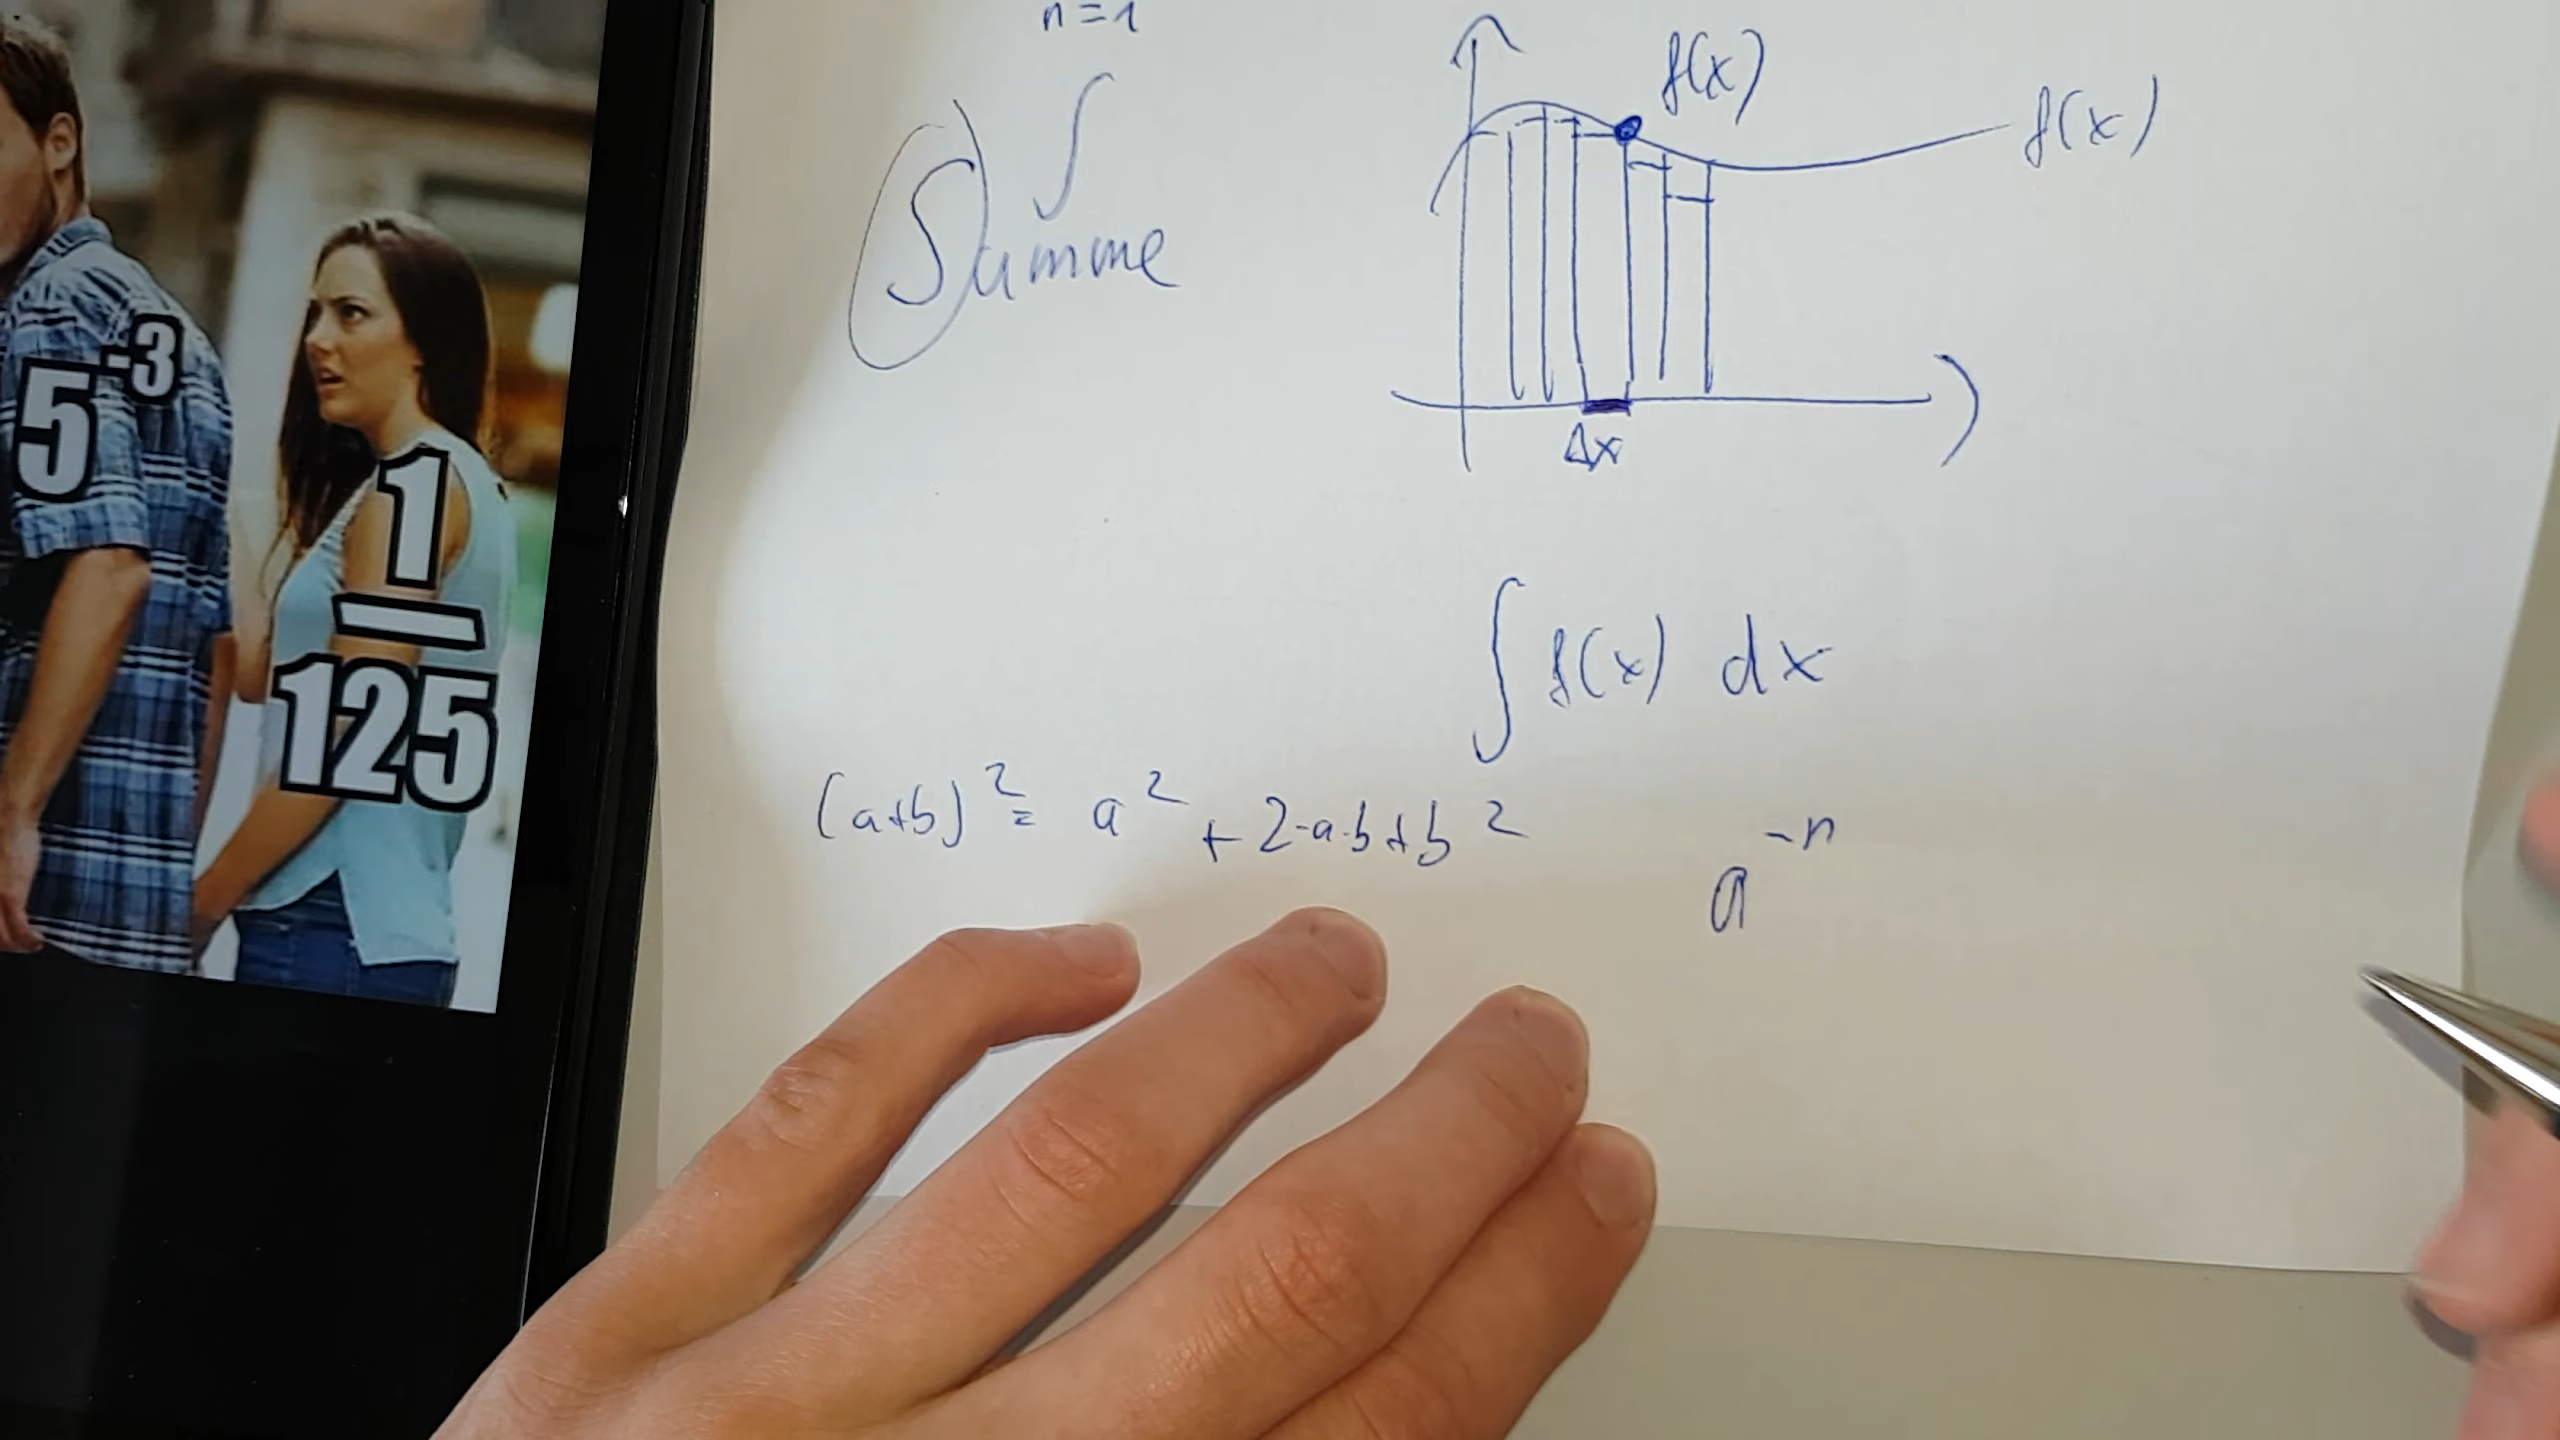 n=1
∫
Summe
f(x)
f(x)
Δx
∫ f(x) dx
(a+b)² = a² + 2·a·b+b²
a⁻ⁿ
5⁻³
1
125